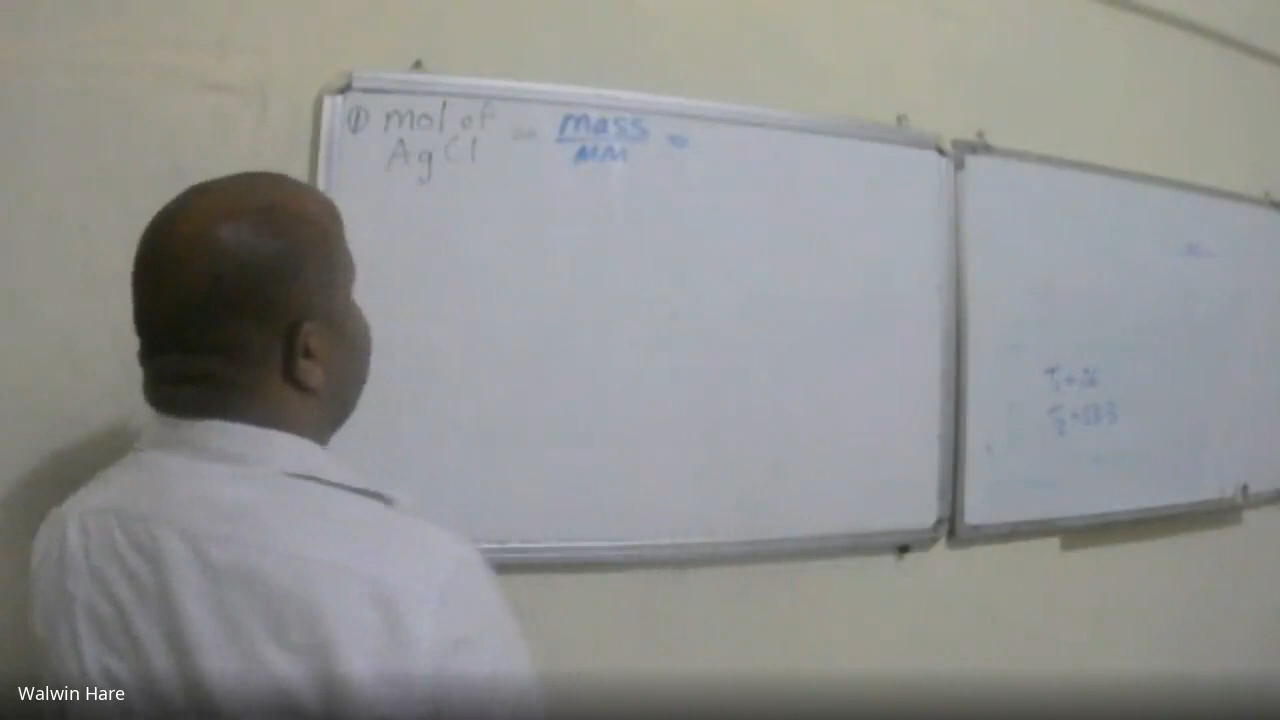 ① mol of = mass =
AgCl MM
Walwin Hare